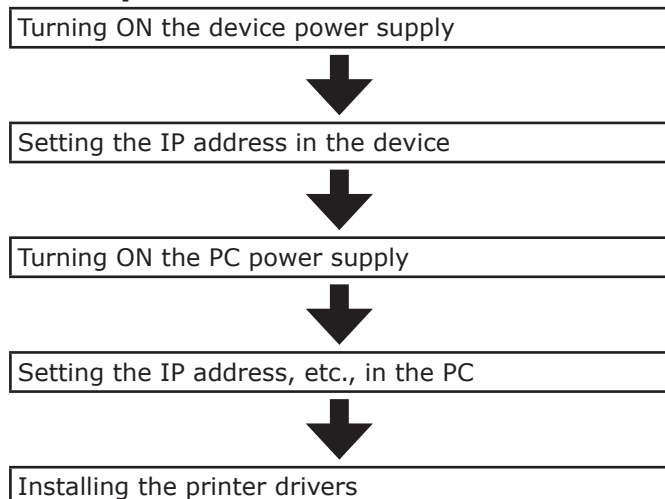 Turning ON the device power supply
Setting the IP address in the device
Turning ON the PC power supply
Setting the IP address, etc., in the PC
Installing the printer drivers